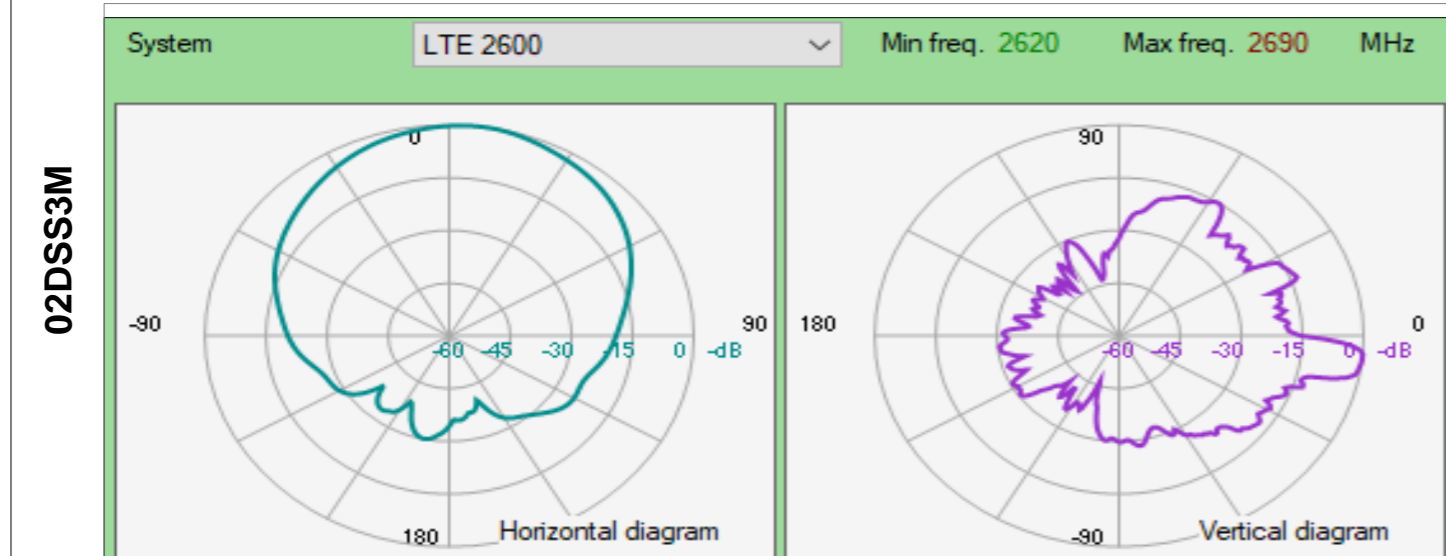 02DSS3M
System LTE 2600 Min freq. 2620 Max freq. 2690 MHz
0
-90 90
-60 -45 -30 -15 0 -dB
180 Horizontal diagram
90
180 0
-60 -45 -30 -15 0 -dB
-90 Vertical diagram